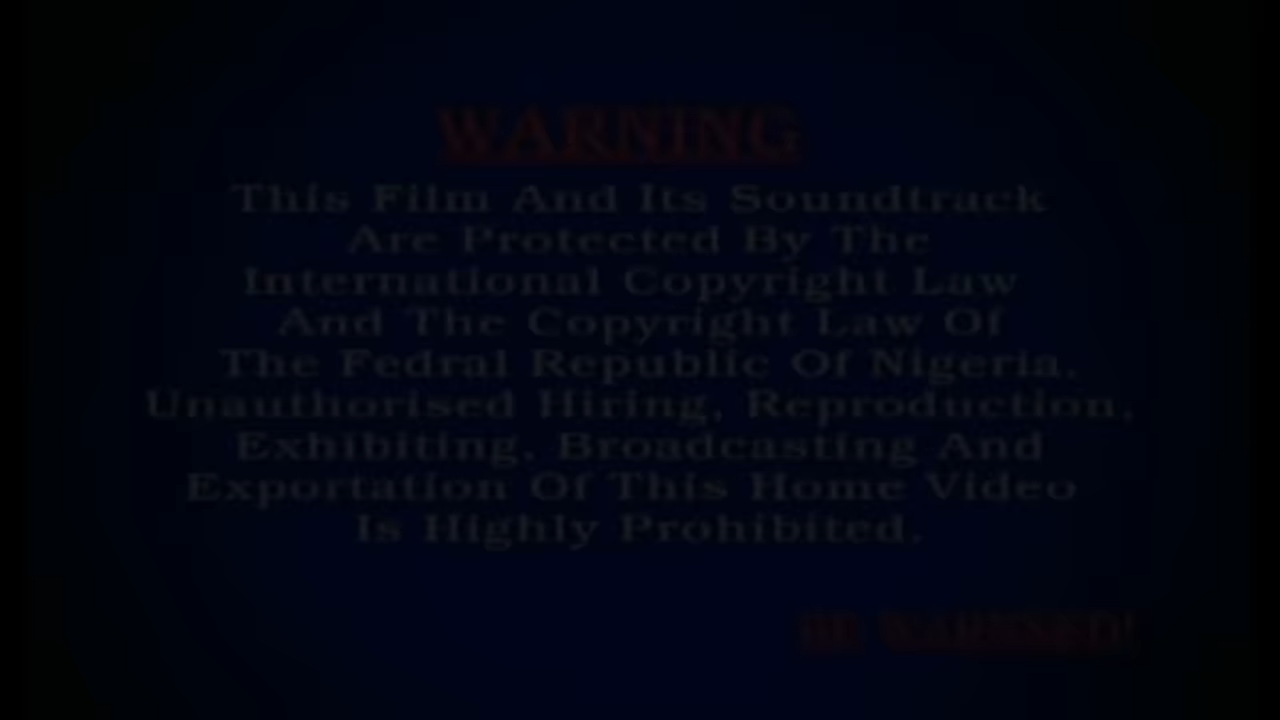 WARNING
This Film And Its Soundtrack
Are Protected By The
International Copyright Law
And The Copyright Law Of
The Fedral Republic Of Nigeria.
Unauthorised Hiring, Reproduction,
Exhibiting, Broadcasting And
Exportation Of This Home Video
Is Highly Prohibited.
BE WARNED!